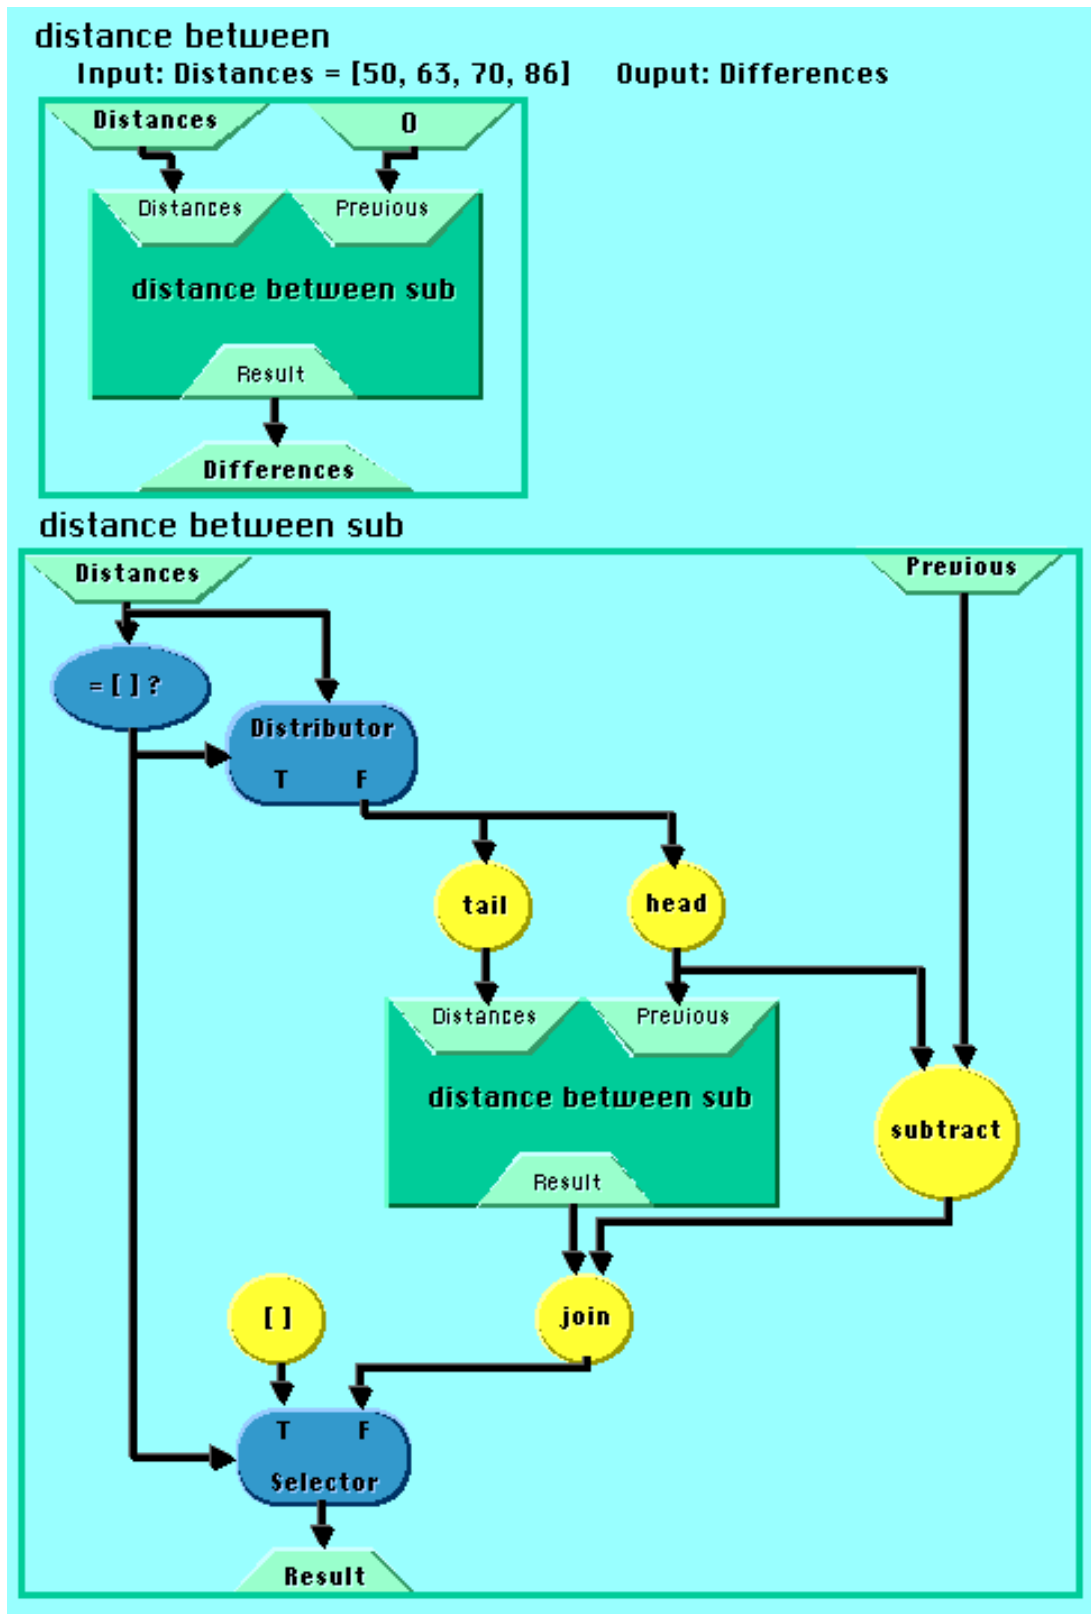 distance between
Input: Distances = [50, 63, 70, 86] Ouput: Differences
Distances 0
Distances Previous
distance between sub
Result
Differences
distance between sub
Distances Previous
= [ ] ?
Distributor
T F
tail head
Distances Previous
distance between sub
subtract
Result
[ ] join
T F
Selector
Result